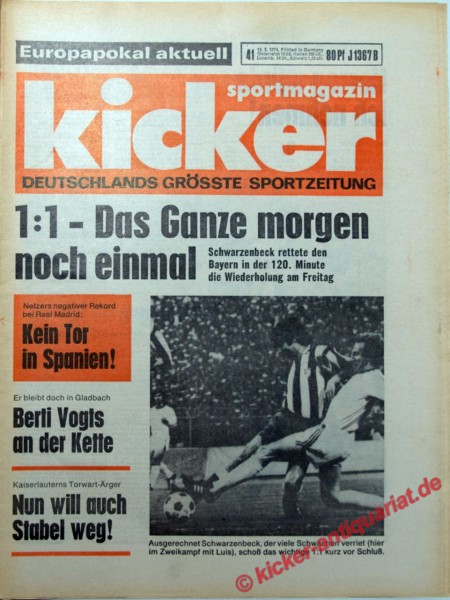 Europapokal aktuell
41
80 Pf J 1367 B
sportmagazin
kicker
DEUTSCHLANDS GRÖSSTE SPORTZEITUNG
1:1 - Das Ganze morgen
noch einmal
Schwarzenbeck rettete den
Bayern in der 120. Minute
die Wiederholung am Freitag
Netzers negativer Rekord
bei Real Madrid:
Kein Tor
in Spanien!
Er bleibt doch in Gladbach
Berti Vogts
an der Kette
Kaiserlauterns Torwart-Ärger
Nun will auch
Stabel weg!
Ausgerechnet Schwarzenbeck, der viele Schwächen verriet (hier
im Zweikampf mit Luis), schoß das wichtige 1:1 kurz vor Schluß.
© kicker-antiquariat.de